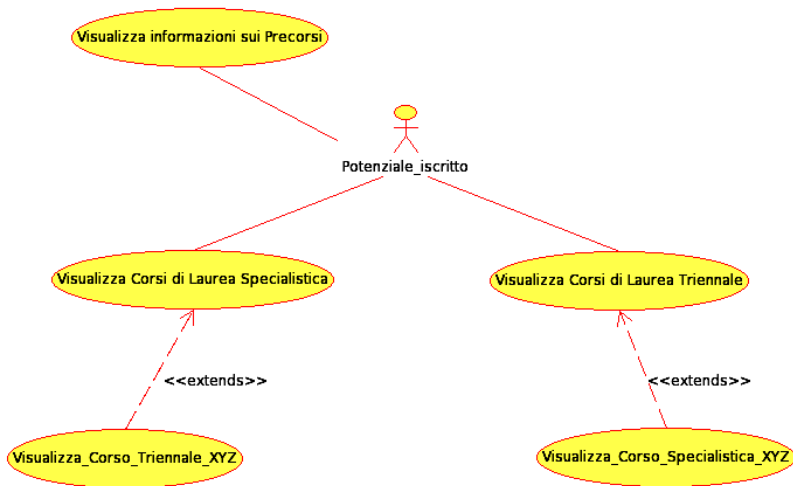 Visualizza informazioni sui Precorsi
Potenziale_iscritto
Visualizza Corsi di Laurea Specialistica
Visualizza Corsi di Laurea Triennale
<<extends>>
<<extends>>
Visualizza_Corso_Triennale_XYZ
Visualizza_Corso_Specialistica_XYZ